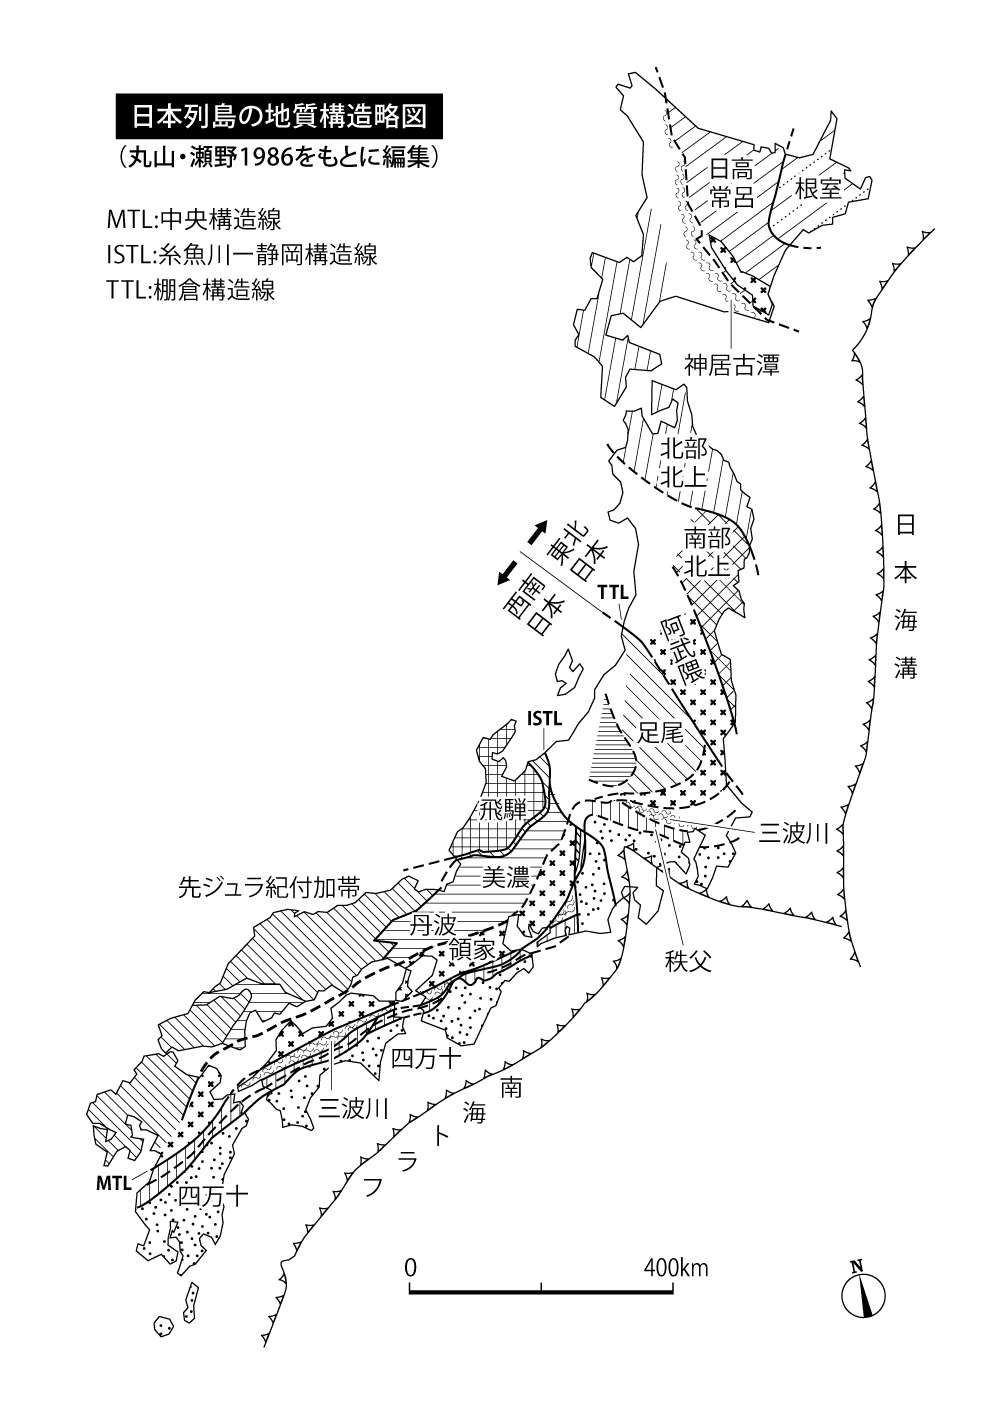 日本列島の地質構造略図
（丸山・瀬野1986をもとに編集）
MTL:中央構造線
ISTL:糸魚川ー静岡構造線
TTL:棚倉構造線
日高
常呂
根室
神居古潭
北部
北上
南部
北上
東北
日本
西南
日本
TTL
阿武隈
日本海溝
ISTL
足尾
飛騨
三波川
美濃
先ジュラ紀付加帯
丹波
領家
秩父
四万十
三波川
南海トラフ
MTL
四万十
0
400km
N